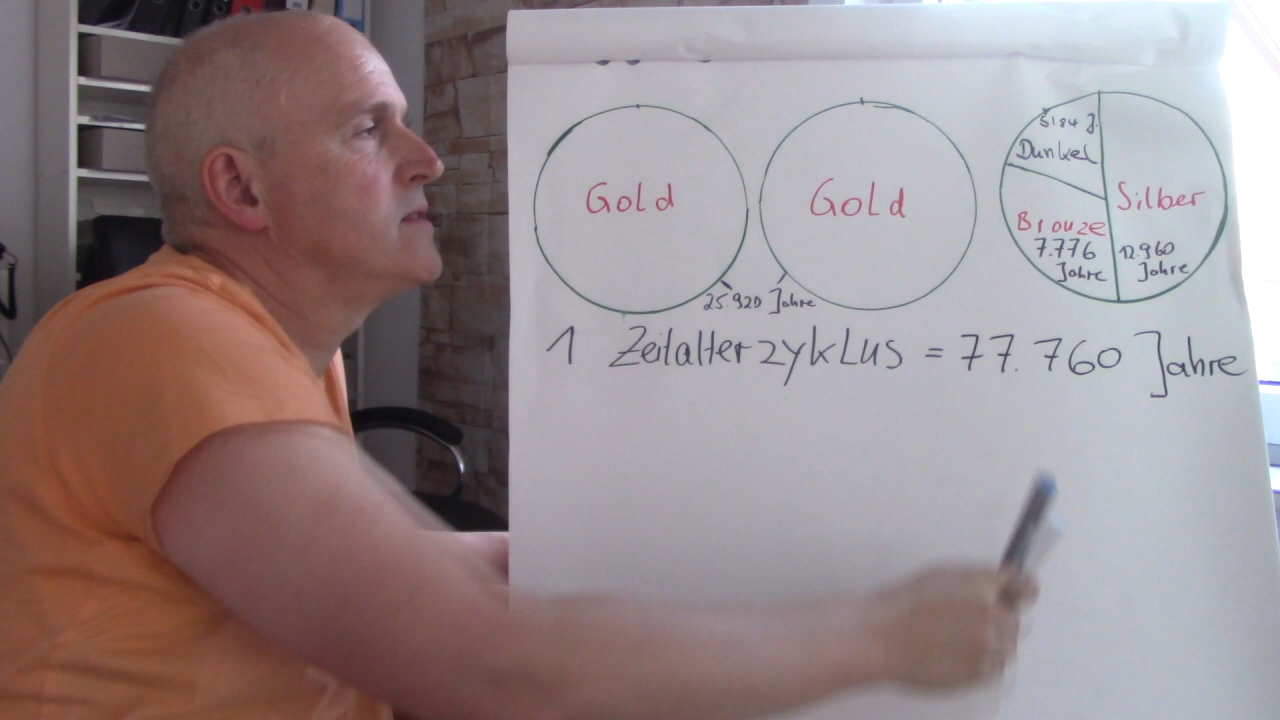 Gold
Gold
5184 J.
Dunkel
Silber
12.960
Jahre
Bronze
7.776
Jahre
25.920 Jahre
1 Zeitalterzyklus = 77.760 Jahre